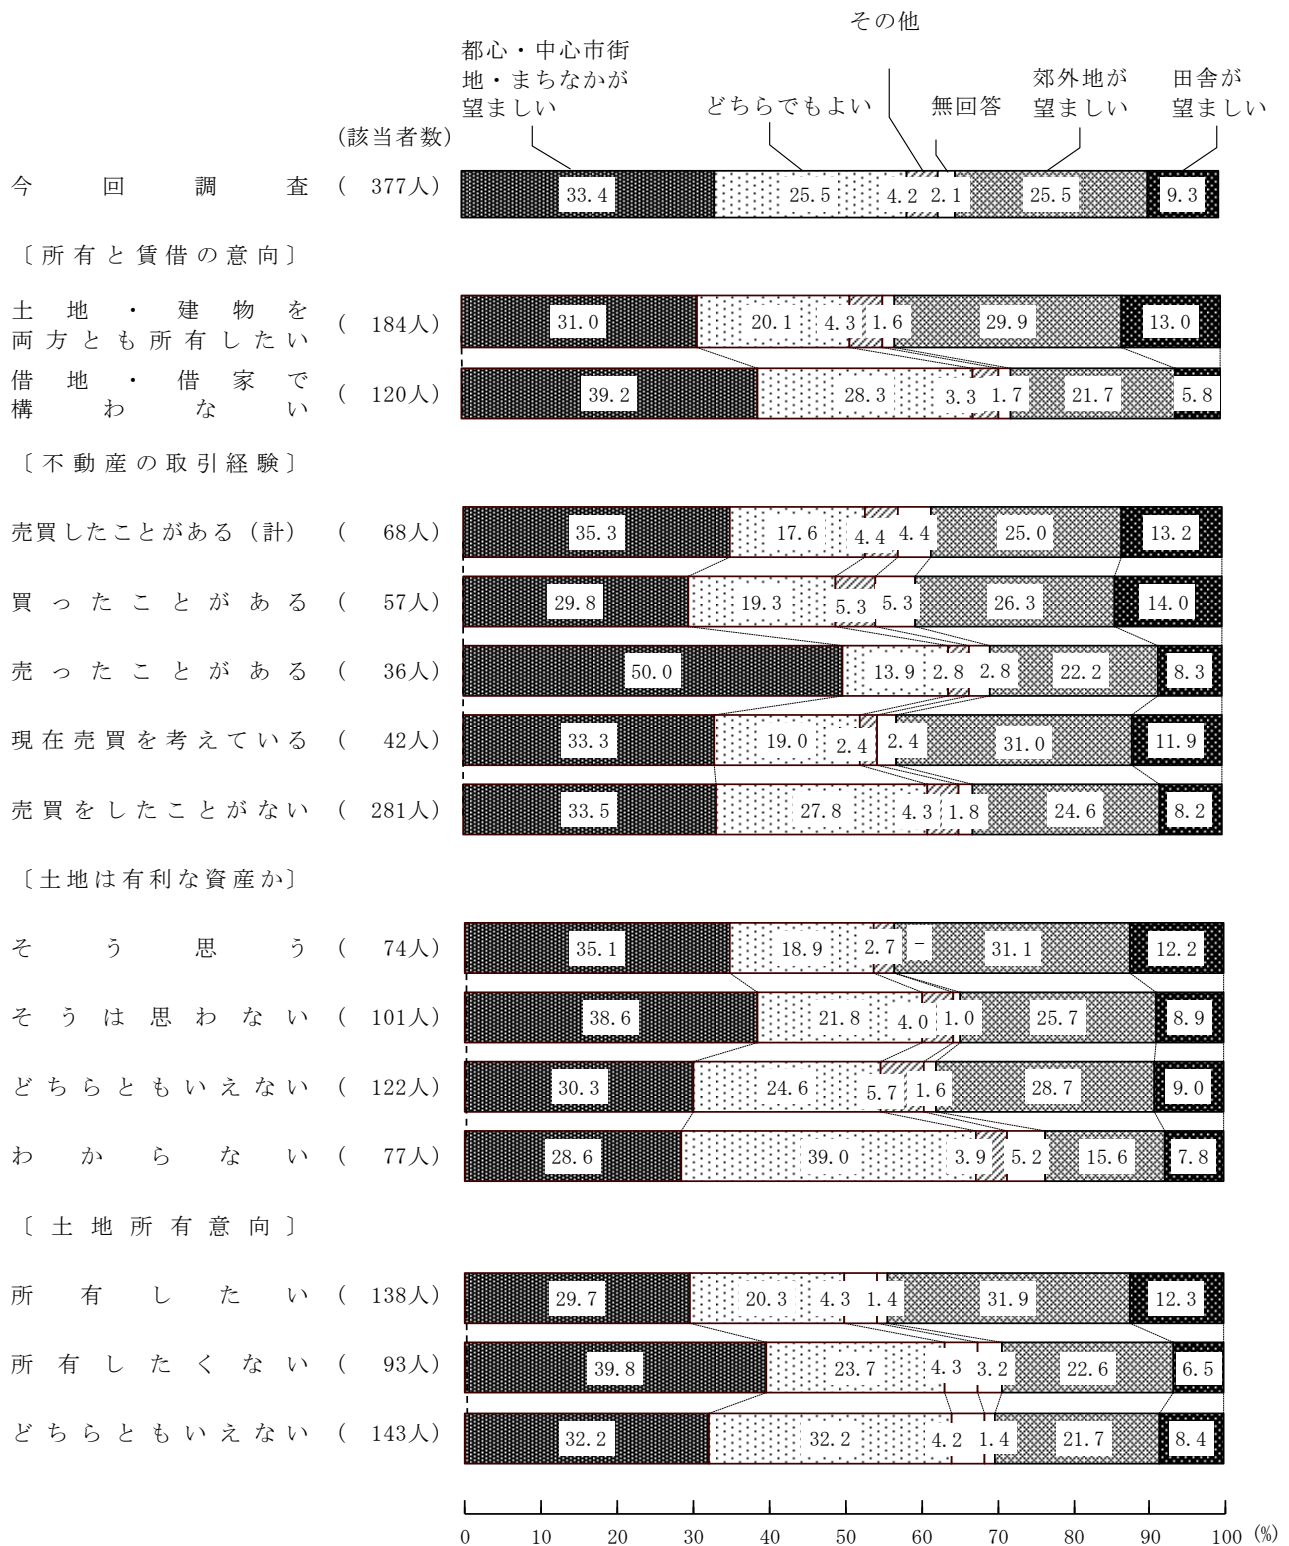 その他
都心・中心市街
地・まちなかが
望ましい
どちらでもよい
無回答
郊外地が
望ましい
田舎が
望ましい
(該当者数)
今回調査 ( 377人) 33.4 25.5 4.2 2.1 25.5 9.3
〔所有と賃借の意向〕
土地・建物を
両方とも所有したい ( 184人) 31.0 20.1 4.3 1.6 29.9 13.0
借地・借家で
構わない ( 120人) 39.2 28.3 3.3 1.7 21.7 5.8
〔不動産の取引経験〕
売買したことがある（計） ( 68人) 35.3 17.6 4.4 4.4 25.0 13.2
買ったことがある ( 57人) 29.8 19.3 5.3 5.3 26.3 14.0
売ったことがある ( 36人) 50.0 13.9 2.8 2.8 22.2 8.3
現在売買を考えている ( 42人) 33.3 19.0 2.4 2.4 31.0 11.9
売買をしたことがない ( 281人) 33.5 27.8 4.3 1.8 24.6 8.2
〔土地は有利な資産か〕
そう思う ( 74人) 35.1 18.9 2.7 - 31.1 12.2
そうは思わない ( 101人) 38.6 21.8 4.0 1.0 25.7 8.9
どちらともいえない ( 122人) 30.3 24.6 5.7 1.6 28.7 9.0
わからない ( 77人) 28.6 39.0 3.9 5.2 15.6 7.8
〔土地所有意向〕
所有したい ( 138人) 29.7 20.3 4.3 1.4 31.9 12.3
所有したくない ( 93人) 39.8 23.7 4.3 3.2 22.6 6.5
どちらともいえない ( 143人) 32.2 32.2 4.2 1.4 21.7 8.4
0 10 20 30 40 50 60 70 80 90 100 (%)